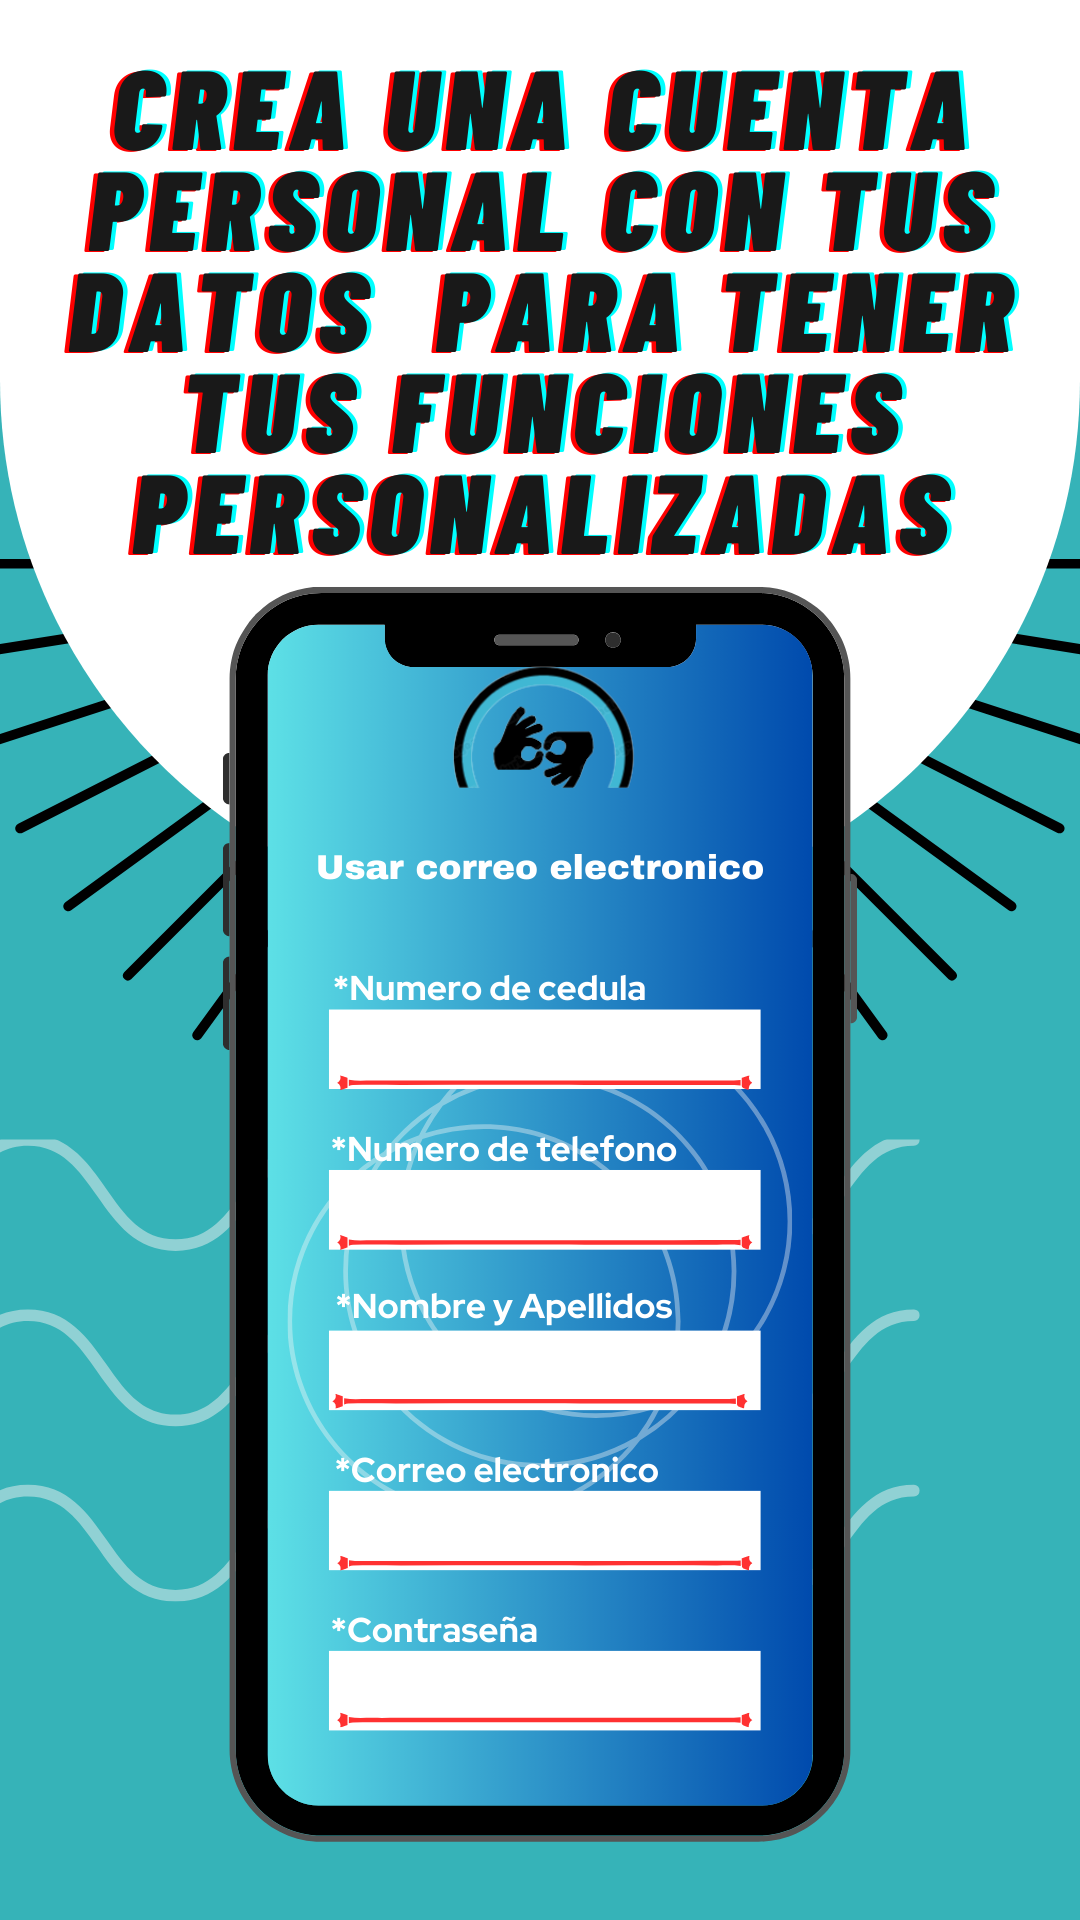 CREA UNA CUENTA
PERSONAL CON TUS
DATOS PARA TENER
TUS FUNCIONES
PERSONALIZADAS
Usar correo electronico
*Numero de cedula
*Numero de telefono
*Nombre y Apellidos
*Correo electronico
*Contraseña